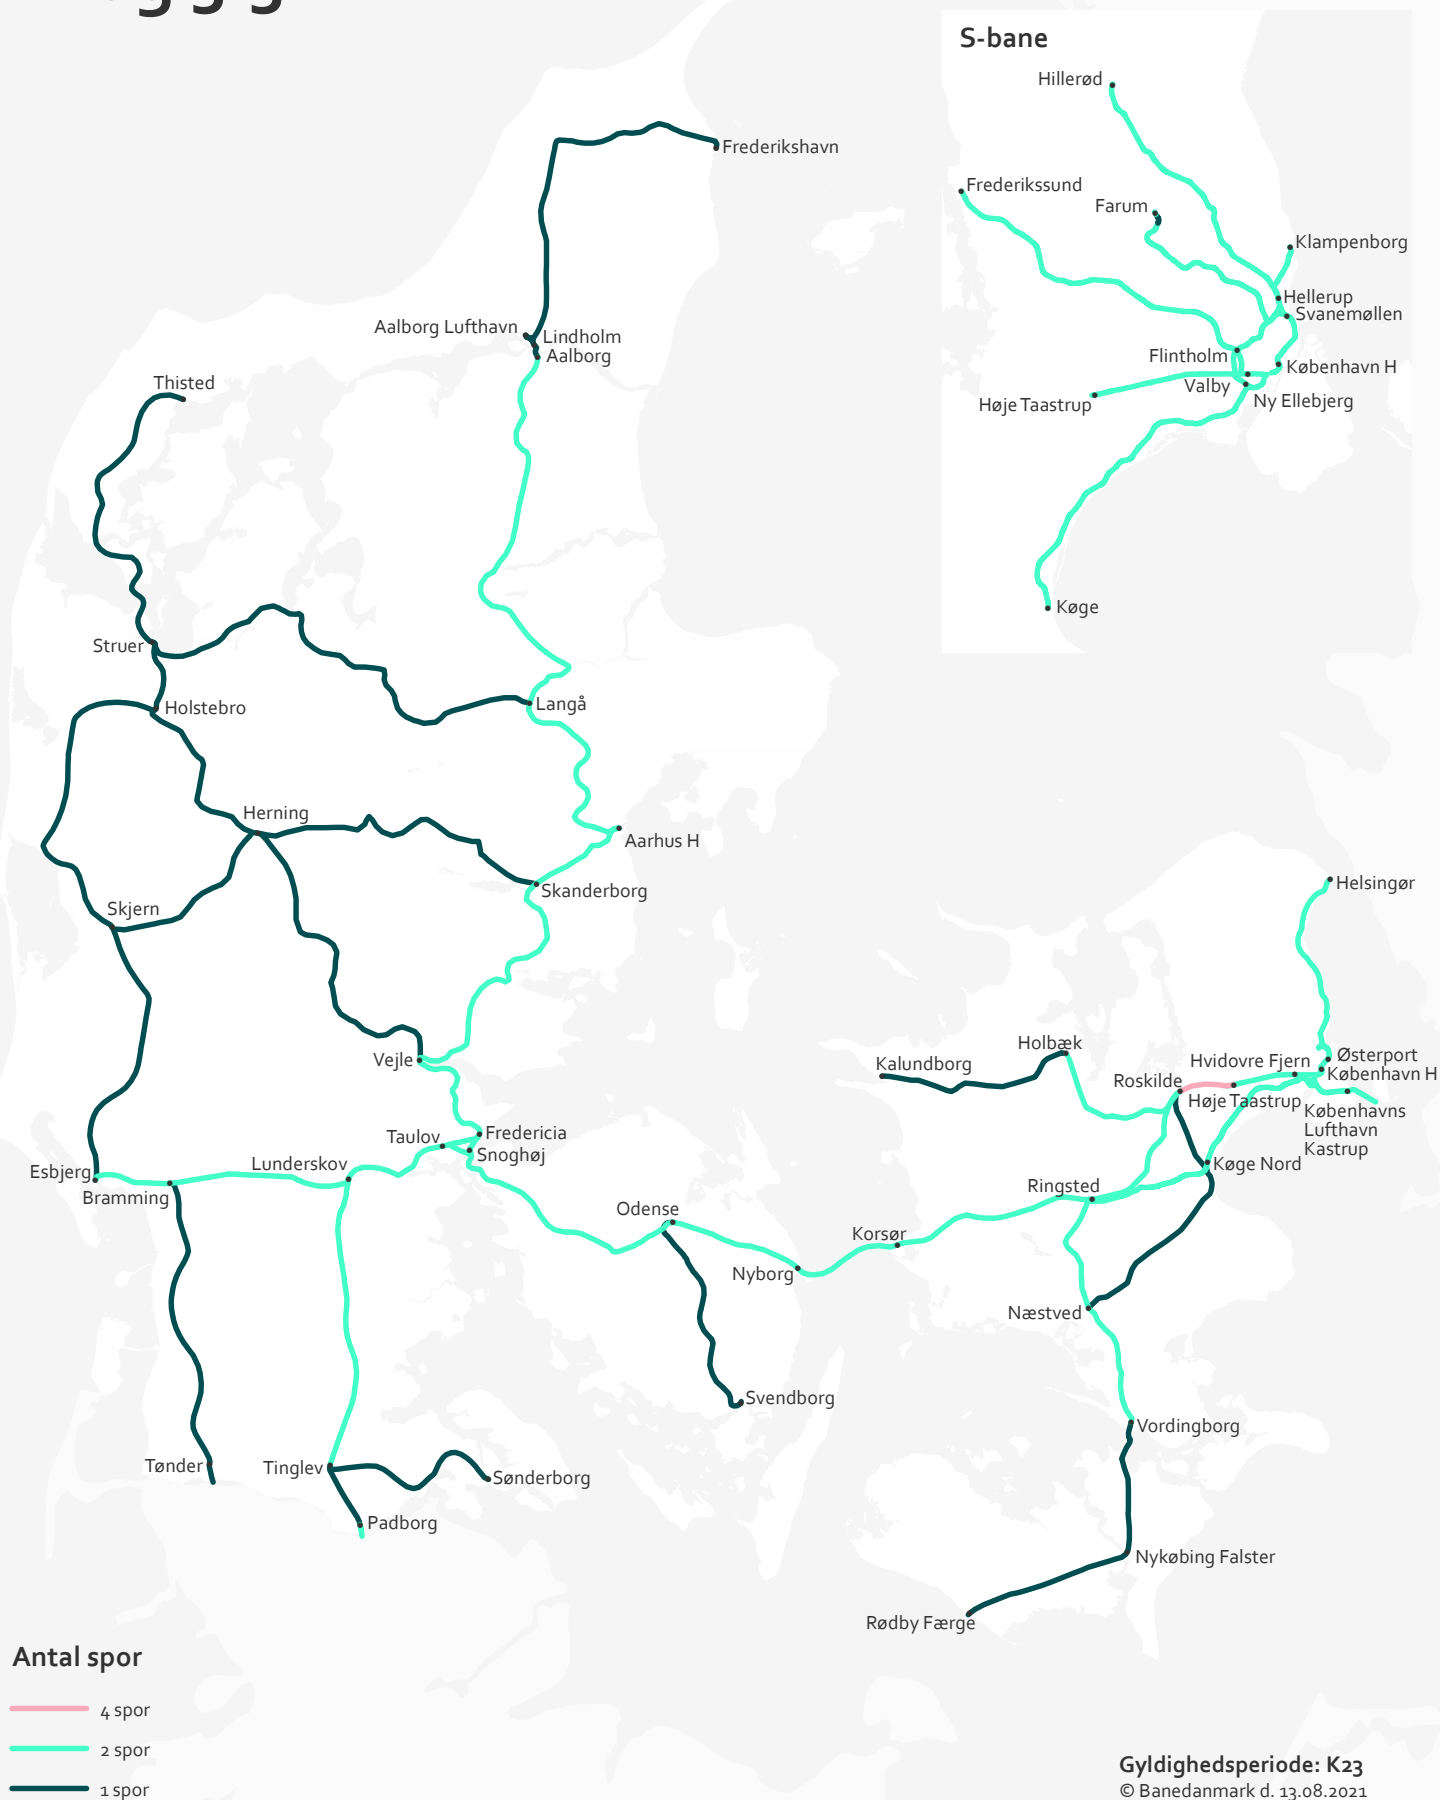 S-bane
Hillerød
Frederikssund
Farum
Klampenborg
Hellerup
Svanemøllen
Flintholm
København H
Valby
Høje Taastrup
Ny Ellebjerg
Køge
Frederikshavn
Aalborg Lufthavn
Lindholm
Aalborg
Thisted
Struer
Holstebro
Langå
Herning
Aarhus H
Skanderborg
Skjern
Vejle
Taulov
Fredericia
Snoghøj
Esbjerg
Bramming
Lunderskov
Odense
Nyborg
Korsør
Svendborg
Tønder
Tinglev
Sønderborg
Padborg
Helsingør
Kalundborg
Holbæk
Hvidovre Fjern
Østerport
København H
Roskilde
Høje Taastrup
Københavns
Lufthavn
Kastrup
Køge Nord
Ringsted
Næstved
Vordingborg
Nykøbing Falster
Rødby Færge
Antal spor
4 spor
2 spor
1 spor
Gyldighedsperiode: K23
© Banedanmark d. 13.08.2021